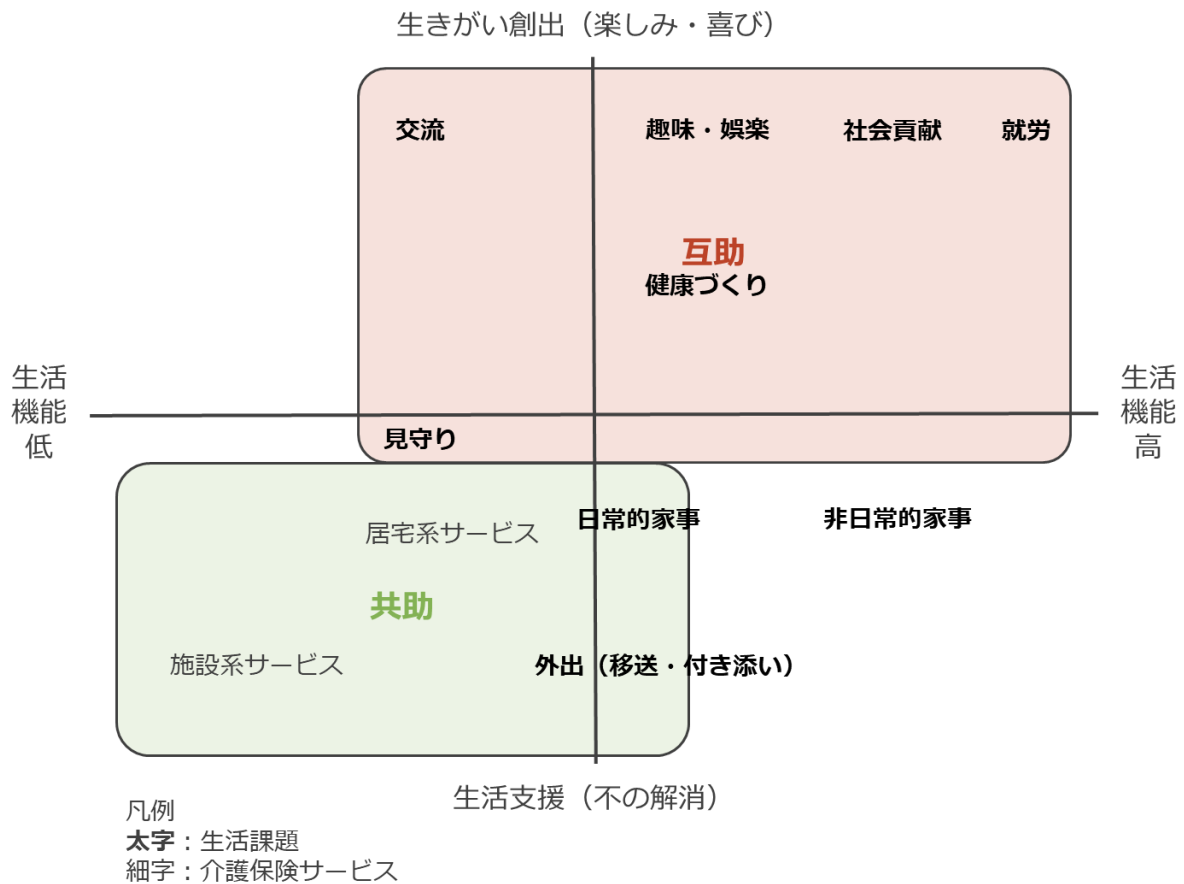 生きがい創出（楽しみ・喜び）
交流
趣味・娯楽
社会貢献
就労
互助
健康づくり
生活
機能
低
生活
機能
高
見守り
居宅系サービス
日常的家事
非日常的家事
共助
施設系サービス
外出（移送・付き添い）
生活支援（不の解消）
凡例
太字：生活課題
細字：介護保険サービス